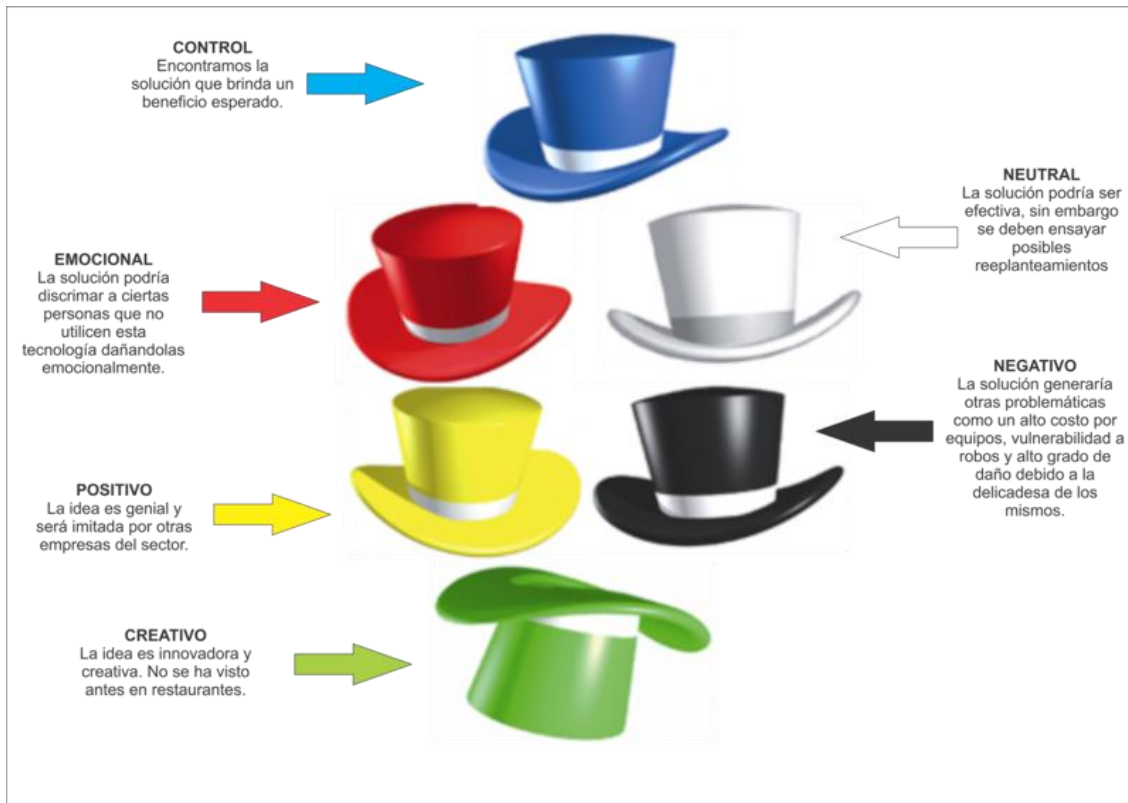 CONTROL
Encontramos la
solución que brinda un
beneficio esperado.
NEUTRAL
La solución podría ser
efectiva, sin embargo
se deben ensayar
posibles
reeplanteamientos
EMOCIONAL
La solución podría
discrimar a ciertas
personas que no
utilicen esta
tecnología dañandolas
emocionalmente.
NEGATIVO
La solución generaría
otras problemáticas
como un alto costo por
equipos, vulnerabilidad a
robos y alto grado de
daño debido a la
delicadesa de los
mismos.
POSITIVO
La idea es genial y
será imitada por otras
empresas del sector.
CREATIVO
La idea es innovadora y
creativa. No se ha visto
antes en restaurantes.